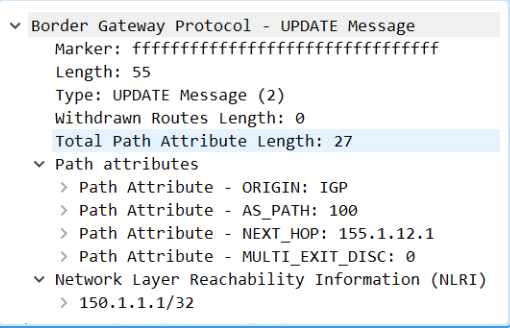 Border Gateway Protocol - UPDATE Message
Marker: ffffffffffffffffffffffffffffffff
Length: 55
Type: UPDATE Message (2)
Withdrawn Routes Length: 0
Total Path Attribute Length: 27
Path attributes
Path Attribute - ORIGIN: IGP
Path Attribute - AS_PATH: 100
Path Attribute - NEXT_HOP: 155.1.12.1
Path Attribute - MULTI_EXIT_DISC: 0
Network Layer Reachability Information (NLRI)
150.1.1.1/32